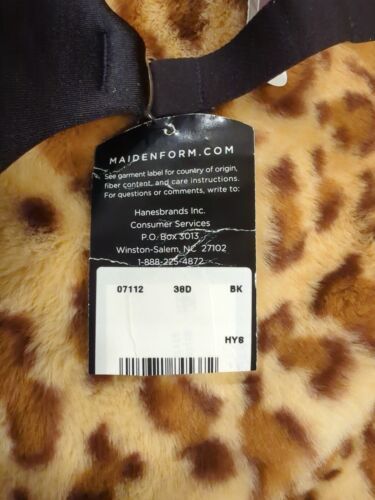 MAIDENFORM.COM
See garment label for country of origin,
fiber content, and care instructions.
For questions or comments, write to:
Hanesbrands Inc.
Consumer Services
P.O. Box 3013
Winston-Salem, NC 27102
1-888-225-4872
07112 38D BK
HY6